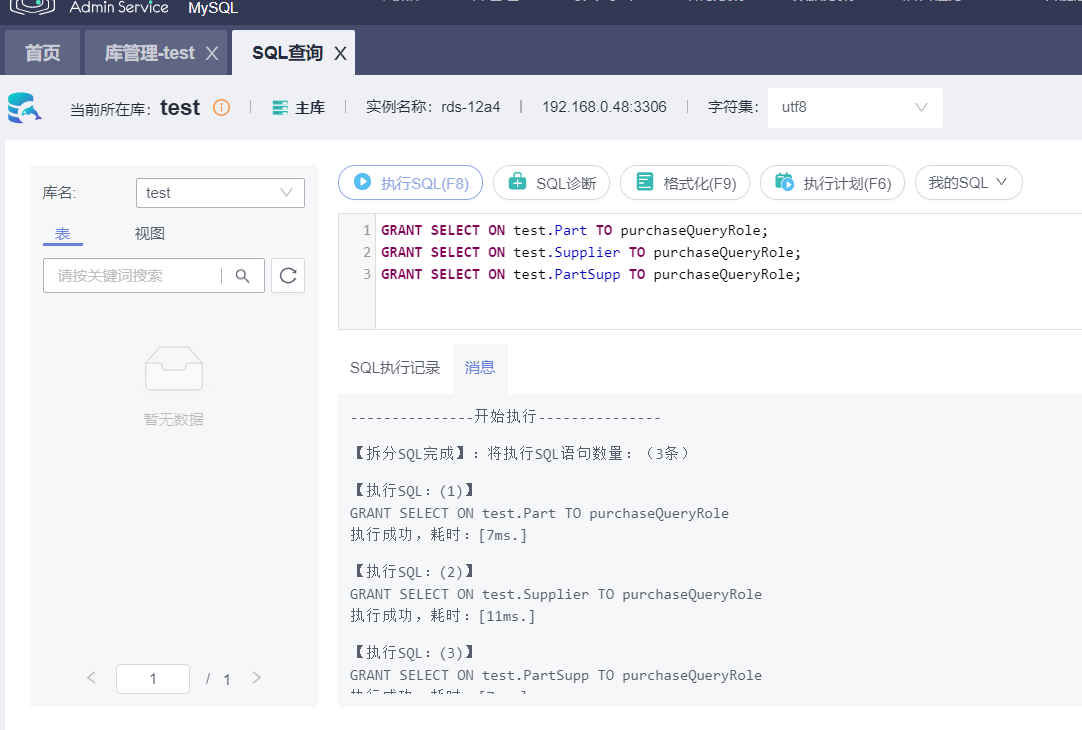 Admin Service MySQL
首页 库管理-test X SQL查询 X
当前所在库: test 主库 实例名称: rds-12a4 192.168.0.48:3306 字符集: utf8
库名: test
表 视图
请按关键词搜索
暂无数据
1 / 1
执行SQL(F8) SQL诊断 格式化(F9) 执行计划(F6) 我的SQL
1 GRANT SELECT ON test.Part TO purchaseQueryRole;
2 GRANT SELECT ON test.Supplier TO purchaseQueryRole;
3 GRANT SELECT ON test.PartSupp TO purchaseQueryRole;
SQL执行记录 消息
---------------开始执行---------------
【拆分SQL完成】：将执行SQL语句数量：（3条）
【执行SQL：(1)】
GRANT SELECT ON test.Part TO purchaseQueryRole
执行成功，耗时：[7ms.]
【执行SQL：(2)】
GRANT SELECT ON test.Supplier TO purchaseQueryRole
执行成功，耗时：[11ms.]
【执行SQL：(3)】
GRANT SELECT ON test.PartSupp TO purchaseQueryRole
执行成功，耗时：[7ms.]